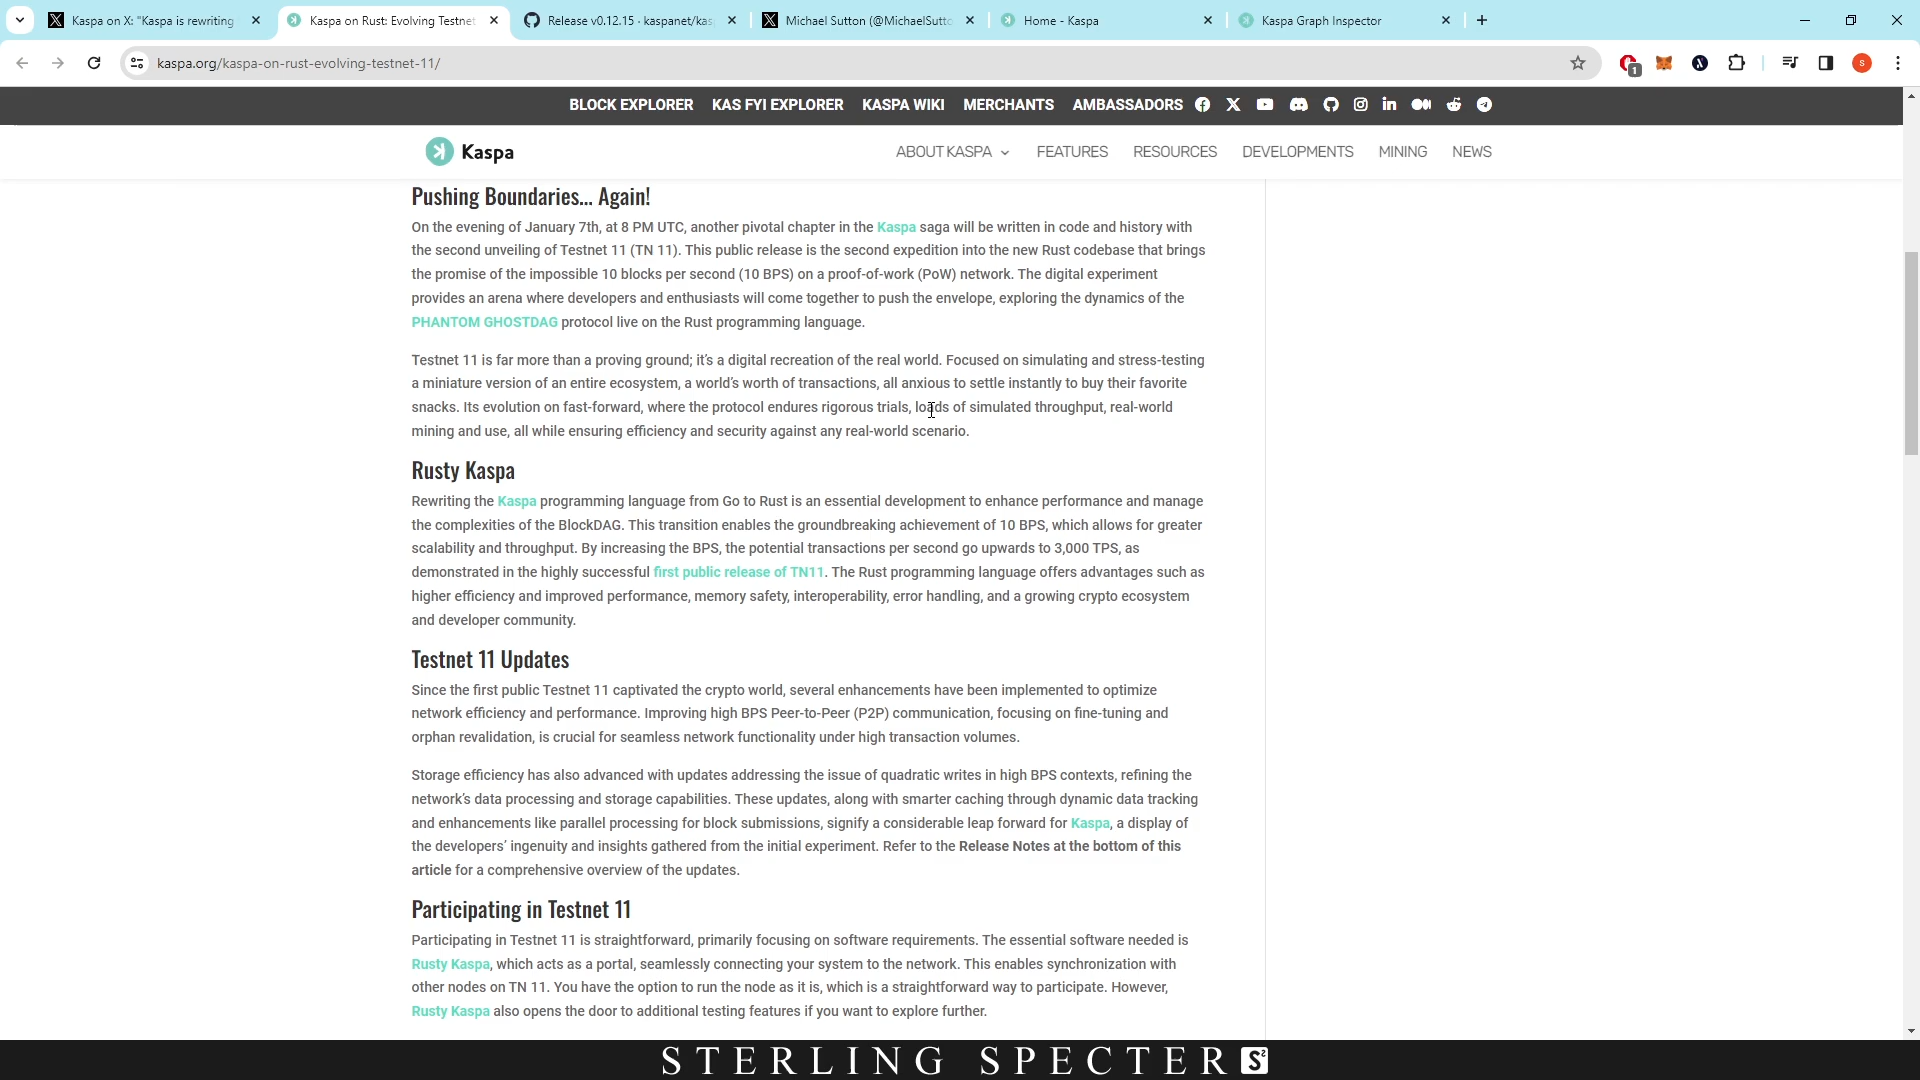 Kaspa on X: "Kaspa is rewriting
Kaspa on Rust: Evolving Testnet
Release v0.12.15 · kaspanet/kas
Michael Sutton (@MichaelSutto
Home - Kaspa
Kaspa Graph Inspector
kaspa.org/kaspa-on-rust-evolving-testnet-11/
1
S
BLOCK EXPLORER KAS FYI EXPLORER KASPA WIKI MERCHANTS AMBASSADORS
Kaspa
ABOUT KASPA FEATURES RESOURCES DEVELOPMENTS MINING NEWS
Pushing Boundaries... Again!
On the evening of January 7th, at 8 PM UTC, another pivotal chapter in the Kaspa saga will be written in code and history with
the second unveiling of Testnet 11 (TN 11). This public release is the second expedition into the new Rust codebase that brings
the promise of the impossible 10 blocks per second (10 BPS) on a proof-of-work (PoW) network. The digital experiment
provides an arena where developers and enthusiasts will come together to push the envelope, exploring the dynamics of the
PHANTOM GHOSTDAG protocol live on the Rust programming language.
Testnet 11 is far more than a proving ground; it's a digital recreation of the real world. Focused on simulating and stress-testing
a miniature version of an entire ecosystem, a world's worth of transactions, all anxious to settle instantly to buy their favorite
snacks. Its evolution on fast-forward, where the protocol endures rigorous trials, loads of simulated throughput, real-world
mining and use, all while ensuring efficiency and security against any real-world scenario.
Rusty Kaspa
Rewriting the Kaspa programming language from Go to Rust is an essential development to enhance performance and manage
the complexities of the BlockDAG. This transition enables the groundbreaking achievement of 10 BPS, which allows for greater
scalability and throughput. By increasing the BPS, the potential transactions per second go upwards to 3,000 TPS, as
demonstrated in the highly successful first public release of TN11. The Rust programming language offers advantages such as
higher efficiency and improved performance, memory safety, interoperability, error handling, and a growing crypto ecosystem
and developer community.
Testnet 11 Updates
Since the first public Testnet 11 captivated the crypto world, several enhancements have been implemented to optimize
network efficiency and performance. Improving high BPS Peer-to-Peer (P2P) communication, focusing on fine-tuning and
orphan revalidation, is crucial for seamless network functionality under high transaction volumes.
Storage efficiency has also advanced with updates addressing the issue of quadratic writes in high BPS contexts, refining the
network's data processing and storage capabilities. These updates, along with smarter caching through dynamic data tracking
and enhancements like parallel processing for block submissions, signify a considerable leap forward for Kaspa, a display of
the developers' ingenuity and insights gathered from the initial experiment. Refer to the Release Notes at the bottom of this
article for a comprehensive overview of the updates.
Participating in Testnet 11
Participating in Testnet 11 is straightforward, primarily focusing on software requirements. The essential software needed is
Rusty Kaspa, which acts as a portal, seamlessly connecting your system to the network. This enables synchronization with
other nodes on TN 11. You have the option to run the node as it is, which is a straightforward way to participate. However,
Rusty Kaspa also opens the door to additional testing features if you want to explore further.
STERLING SPECTER S²